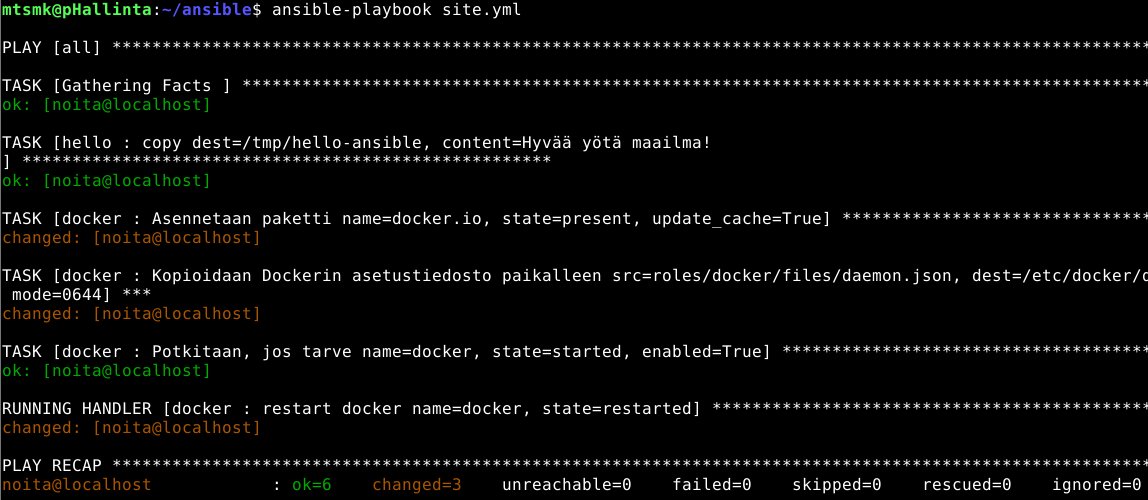 mtsmk@pHallinta:~/ansible$ ansible-playbook site.yml
PLAY [all] *******************************************************************************************************
TASK [Gathering Facts ] ******************************************************************************************
ok: [noita@localhost]
TASK [hello : copy dest=/tmp/hello-ansible, content=Hyvää yötä maailma!
] *****************************************************
ok: [noita@localhost]
TASK [docker : Asennetaan paketti name=docker.io, state=present, update_cache=True] *******************************
changed: [noita@localhost]
TASK [docker : Kopioidaan Dockerin asetustiedosto paikalleen src=roles/docker/files/daemon.json, dest=/etc/docker/d
mode=0644] ***
changed: [noita@localhost]
TASK [docker : Potkitaan, jos tarve name=docker, state=started, enabled=True] *************************************
ok: [noita@localhost]
RUNNING HANDLER [docker : restart docker name=docker, state=restarted] ********************************************
changed: [noita@localhost]
PLAY RECAP *******************************************************************************************************
noita@localhost : ok=6 changed=3 unreachable=0 failed=0 skipped=0 rescued=0 ignored=0